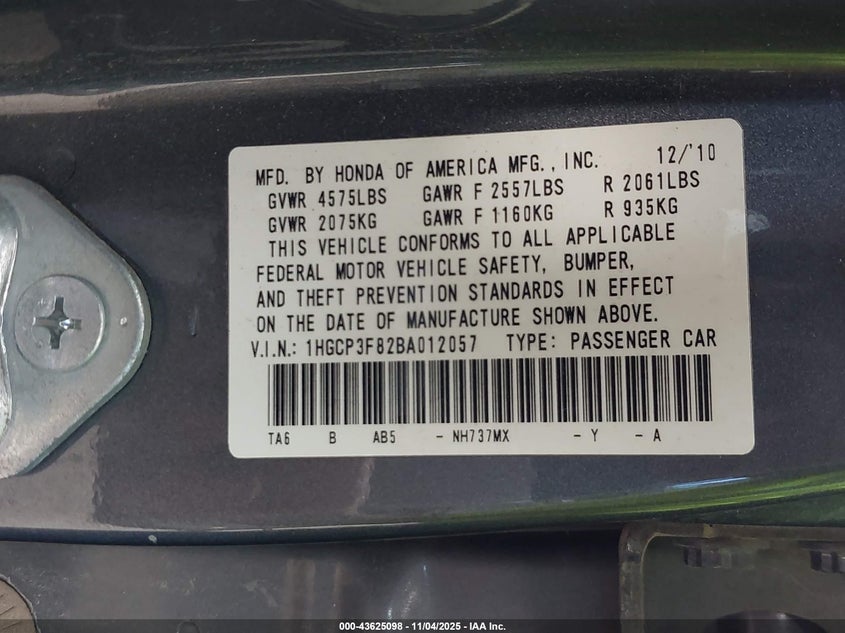 MFD. BY HONDA OF AMERICA MFG., INC. 12/'10
GVWR 4575LBS GAWR F 2557LBS R 2061LBS
GVWR 2075KG GAWR F 1160KG R 935KG
THIS VEHICLE CONFORMS TO ALL APPLICABLE
FEDERAL MOTOR VEHICLE SAFETY, BUMPER,
AND THEFT PREVENTION STANDARDS IN EFFECT
ON THE DATE OF MANUFACTURE SHOWN ABOVE.
V.I.N.: 1HGCP3F82BA012057 TYPE: PASSENGER CAR
TA6 B AB5 - NH737MX - Y - A
000-43625098 - 11/04/2025 - IAA Inc.